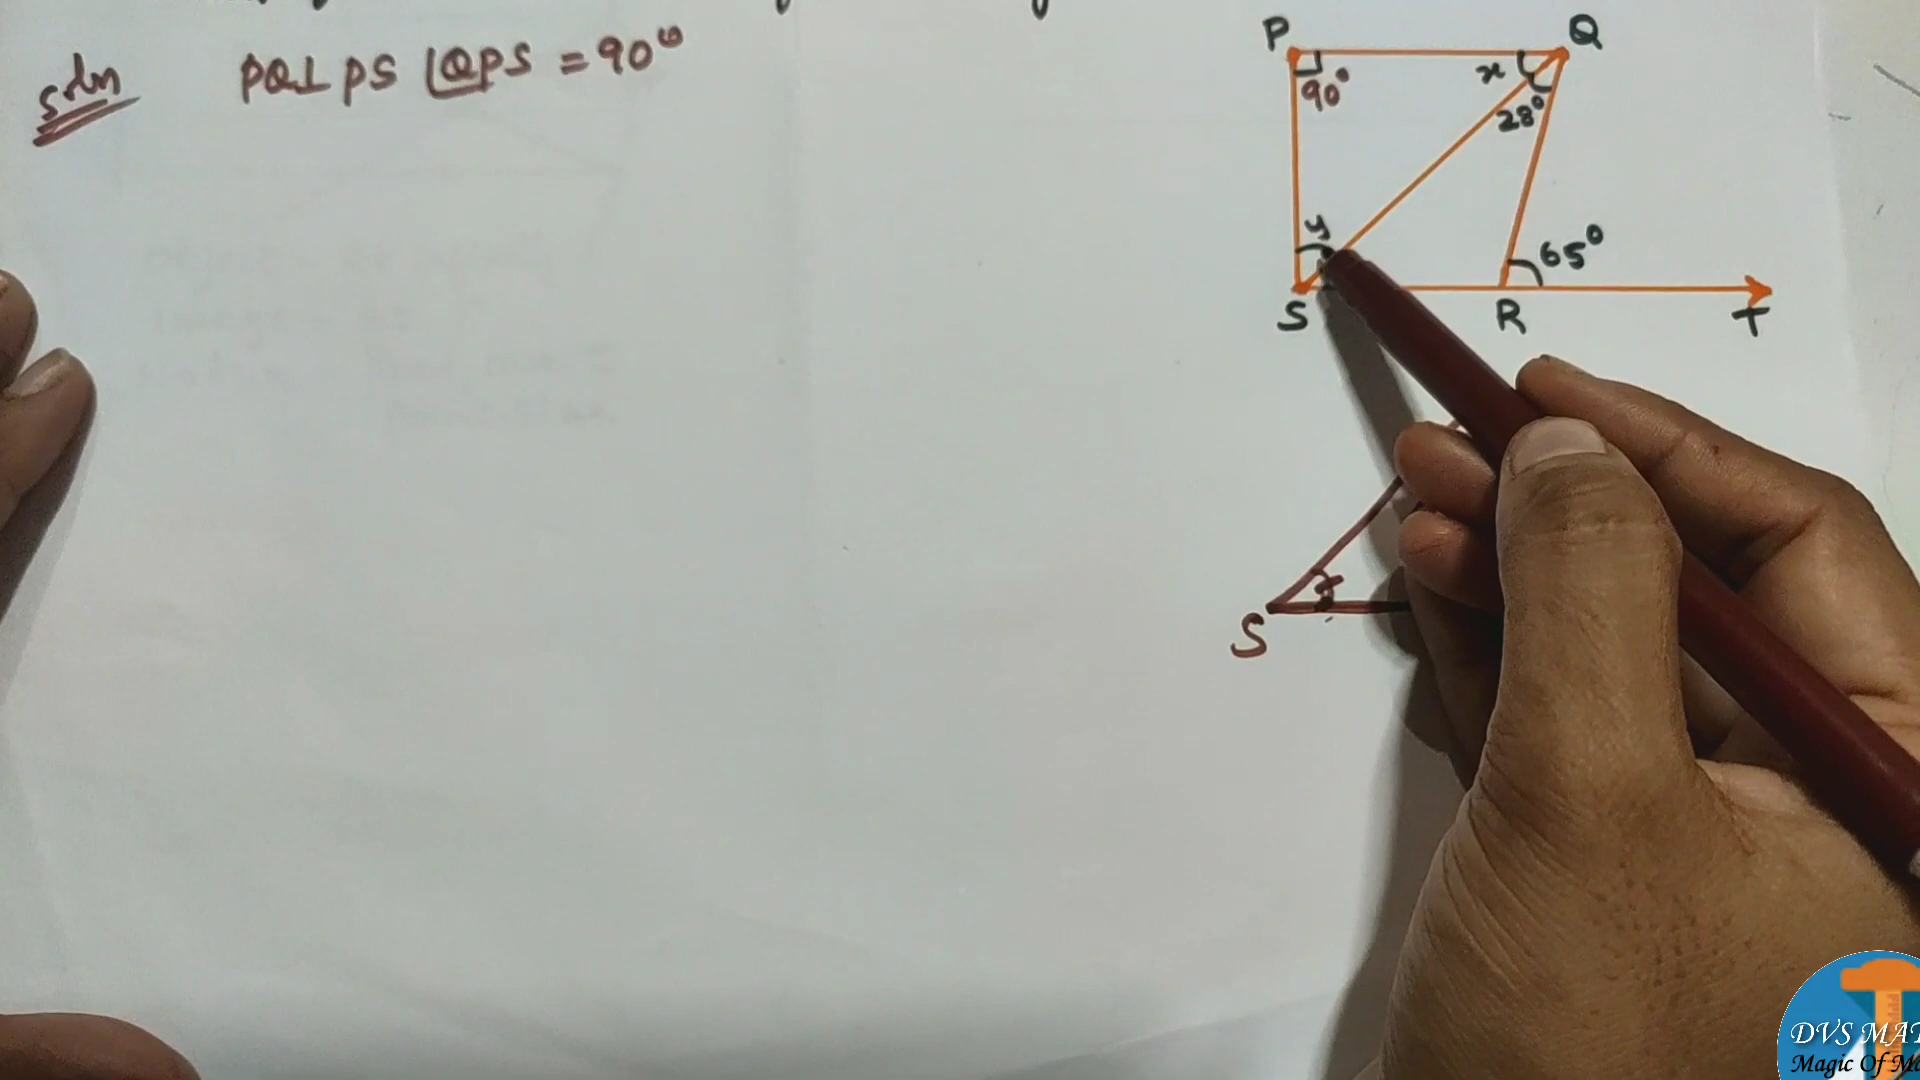 Soln PQ⊥PS ∠QPS = 90°
P Q
90° x
28°
y
65°
S R T
x
S
DVS MAT
Magic Of Ma